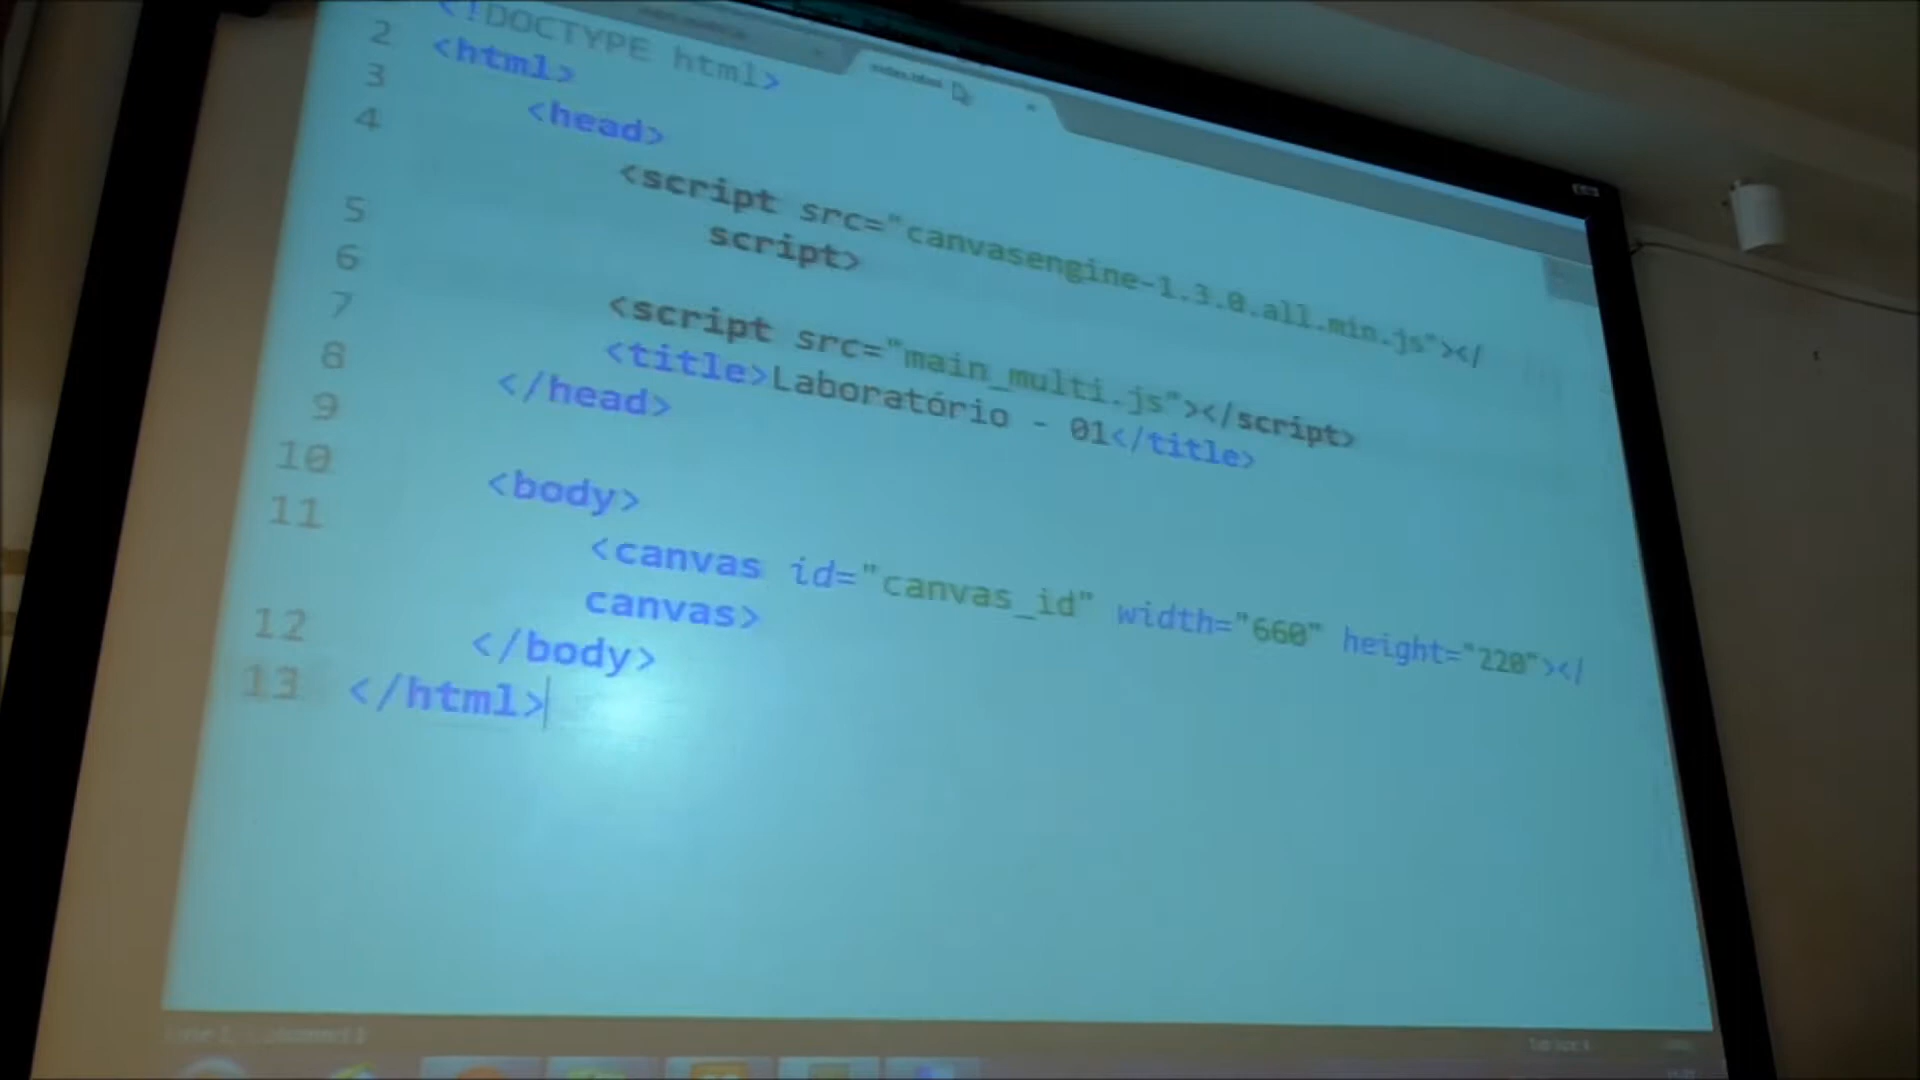 <!DOCTYPE html>
2 <html>
3 <head>
4 <script src="canvasengine-1.3.0.all.min.js"></
script>
5
6 <script src="main_multi.js"></script>
7 <title>Laboratório - 01</title>
8 </head>
9
10 <body>
11 <canvas id="canvas_id" width="660" height="220"></
canvas>
12 </body>
13 </html>